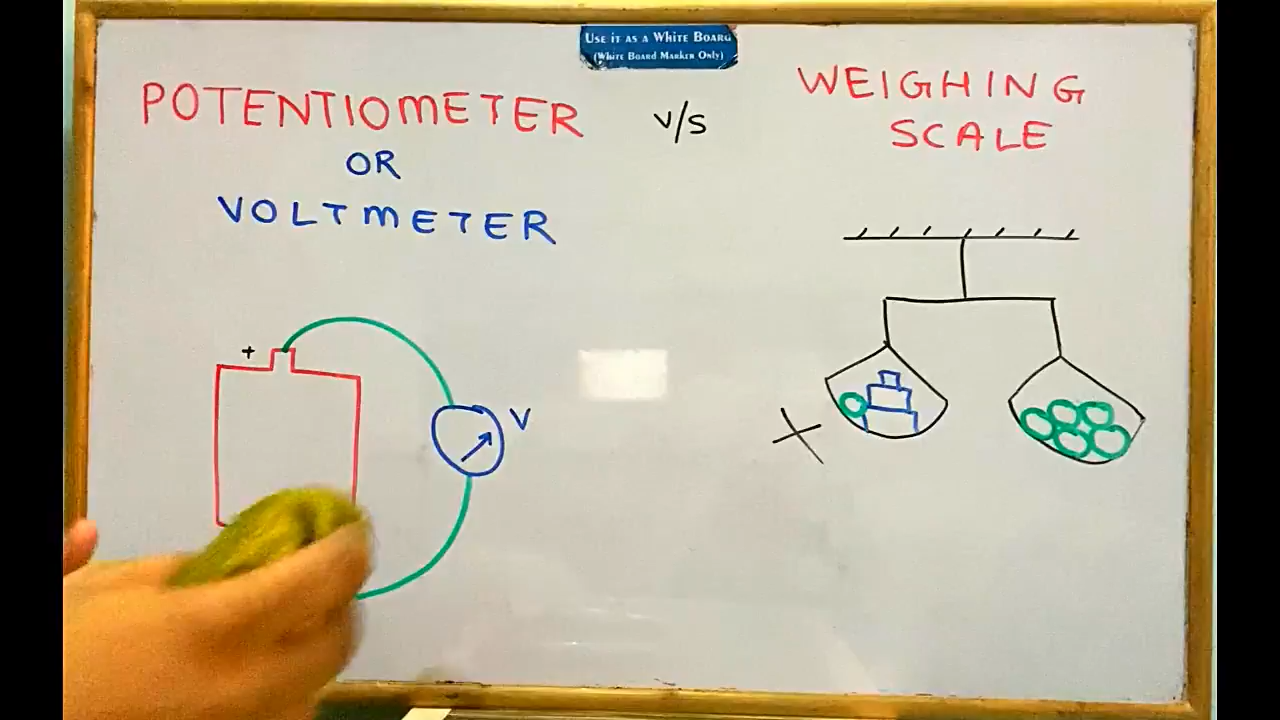 USE IT AS A WHITE BOARD
(WHITE BOARD MARKER ONLY)
POTENTIOMETER
OR
VOLTMETER
V/S
WEIGHING
SCALE
+
V